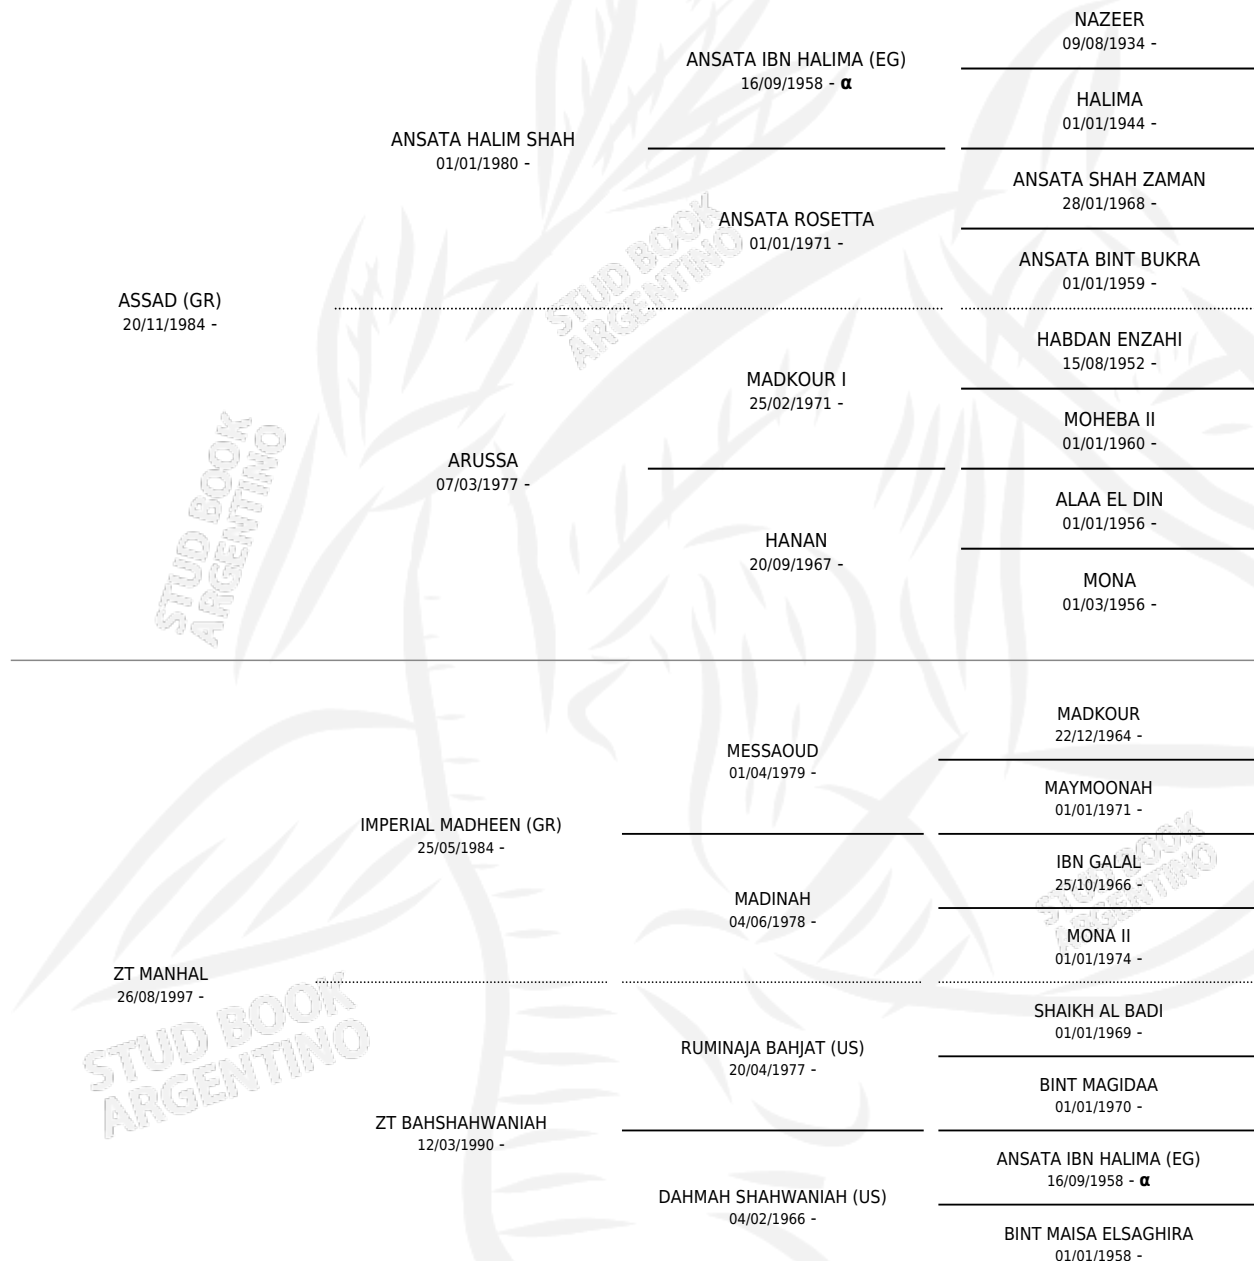 NAZEER
09/08/1934 -
ANSATA IBN HALIMA (EG)
16/09/1958 - α
HALIMA
01/01/1944 -
ANSATA HALIM SHAH
01/01/1980 -
ANSATA SHAH ZAMAN
28/01/1968 -
ANSATA ROSETTA
01/01/1971 -
ANSATA BINT BUKRA
01/01/1959 -
ASSAD (GR)
20/11/1984 -
HABDAN ENZAHI
15/08/1952 -
MADKOUR I
25/02/1971 -
MOHEBA II
01/01/1960 -
ARUSSA
07/03/1977 -
ALAA EL DIN
01/01/1956 -
HANAN
20/09/1967 -
MONA
01/03/1956 -
MADKOUR
22/12/1964 -
MESSAOUD
01/04/1979 -
MAYMOONAH
01/01/1971 -
IMPERIAL MADHEEN (GR)
25/05/1984 -
IBN GALAL
25/10/1966 -
MADINAH
04/06/1978 -
MONA II
01/01/1974 -
ZT MANHAL
26/08/1997 -
SHAIKH AL BADI
01/01/1969 -
RUMINAJA BAHJAT (US)
20/04/1977 -
BINT MAGIDAA
01/01/1970 -
ZT BAHSHAHWANIAH
12/03/1990 -
ANSATA IBN HALIMA (EG)
16/09/1958 - α
DAHMAH SHAHWANIAH (US)
04/02/1966 -
BINT MAISA ELSAGHIRA
01/01/1958 -
STUD BOOK
ARGENTINO
STUD BOOK
ARGENTINO
STUD BOOK
ARGENTINO
STUD BOOK
ARGENTINO